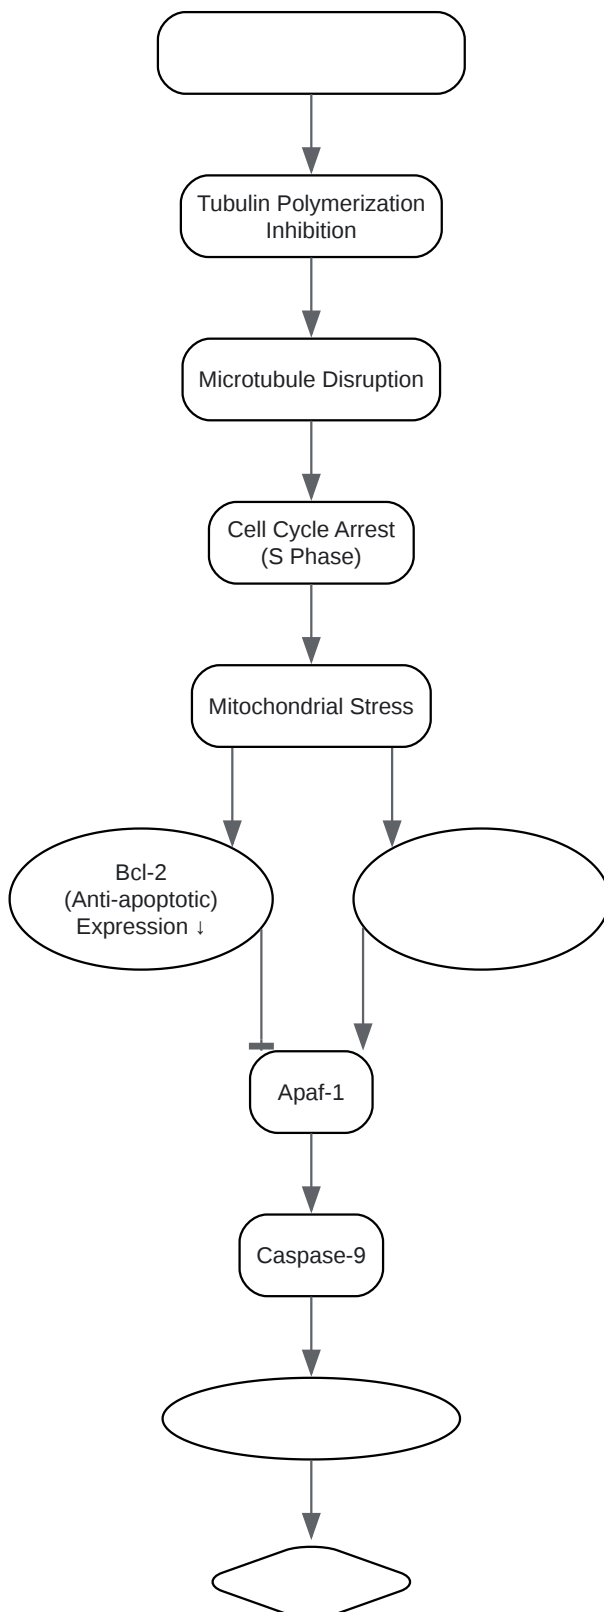 Tubulin Polymerization
Inhibition
Microtubule Disruption
Cell Cycle Arrest
(S Phase)
Mitochondrial Stress
Bcl-2
(Anti-apoptotic)
Expression ↓
Apaf-1
Caspase-9